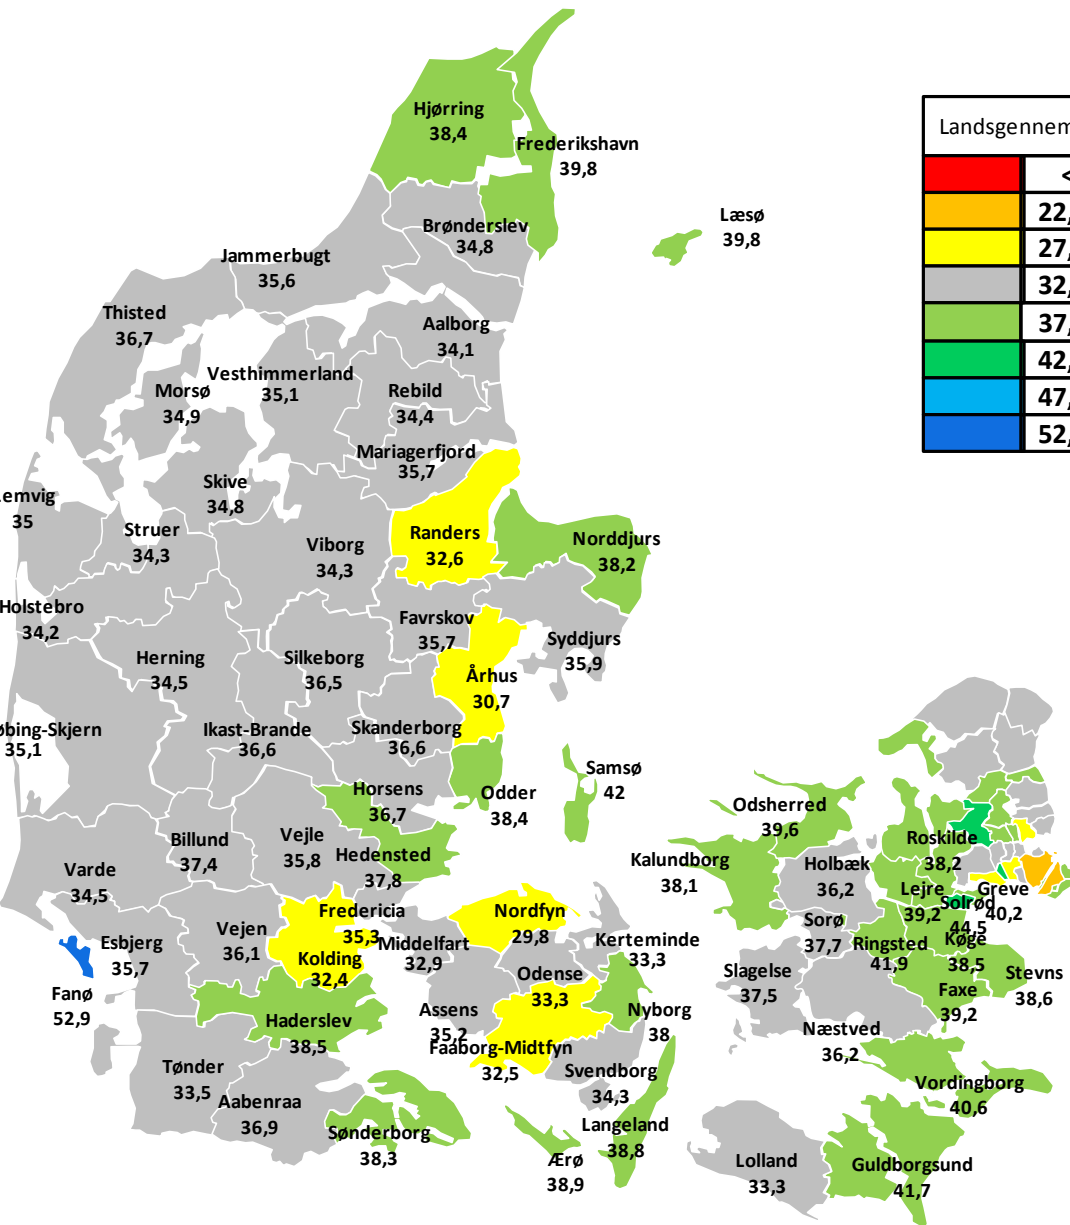 Hjørring
38,4
Frederikshavn
39,8
Læsø
39,8
Brønderslev
34,8
Jammerbugt
35,6
Thisted
36,7
Aalborg
34,1
Vesthimmerland
35,1
Morsø
34,9
Rebild
34,4
Mariagerfjord
35,7
Skive
34,8
emvig
35
Struer
34,3
Viborg
34,3
Randers
32,6
Norddjurs
38,2
Holstebro
34,2
Favrskov
35,7
Syddjurs
35,9
Herning
34,5
Silkeborg
36,5
Århus
30,7
øbing-Skjern
35,1
Ikast-Brande
36,6
Skanderborg
36,6
Horsens
36,7
Odder
38,4
Samsø
42
Billund
37,4
Vejle
35,8
Hedensted
37,8
Varde
34,5
Fredericia
35,3
Vejen
36,1
Kolding
32,4
Esbjerg
35,7
Fanø
52,9
Haderslev
38,5
Tønder
33,5
Aabenraa
36,9
Sønderborg
38,3
Nordfyn
29,8
Middelfart
32,9
Kerteminde
33,3
Odense
33,3
Assens
35,2
Nyborg
38
Faaborg-Midtfyn
32,5
Svendborg
34,3
Langeland
38,8
Ærø
38,9
Odsherred
39,6
Kalundborg
38,1
Holbæk
36,2
Roskilde
38,2
Lejre
39,2
Greve
40,2
Solrød
44,5
Sorø
37,7
Ringsted
41,9
Køge
38,5
Stevns
38,6
Slagelse
37,5
Faxe
39,2
Næstved
36,2
Vordingborg
40,6
Lolland
33,3
Guldborgsund
41,7
Landsgennem
<
22,
27,
32,
37,
42,
47,
52,